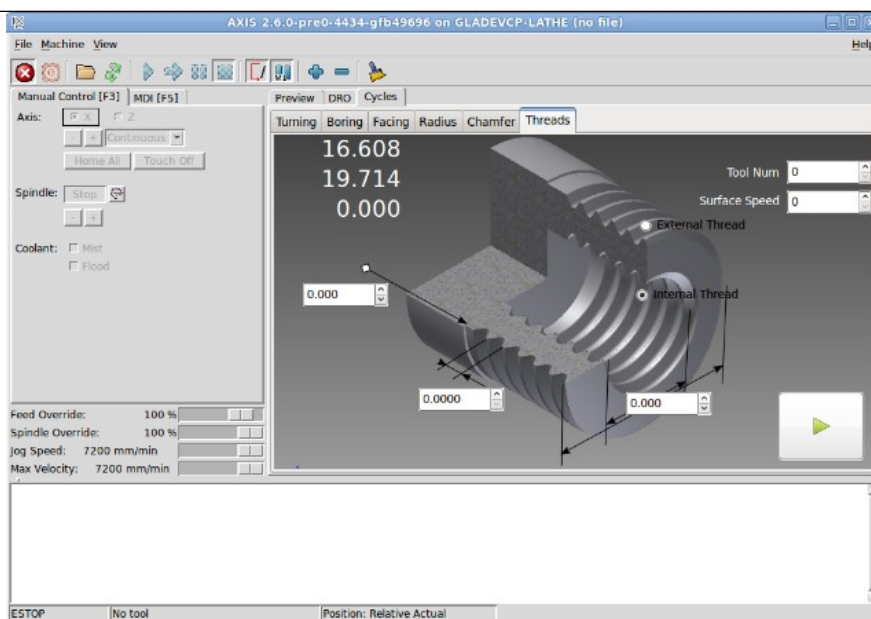 AXIS 2.6.0-pre0-4434-gfb49696 on GLADEVCP-LATHE (no file)
File Machine View Help
Manual Control [F3] MDI [F5]
Preview DRO Cycles
Axis: X Z
Turning Boring Facing Radius Chamfer Threads
- + Continuous
Home All Touch Off
Spindle: Stop
- +
Coolant: Mist
Flood
16.608
19.714
0.000
Tool Num 0
Surface Speed 0
External Thread
Internal Thread
0.000
0.0000
0.000
Feed Override: 100 %
Spindle Override: 100 %
Jog Speed: 7200 mm/min
Max Velocity: 7200 mm/min
ESTOP No tool Position: Relative Actual